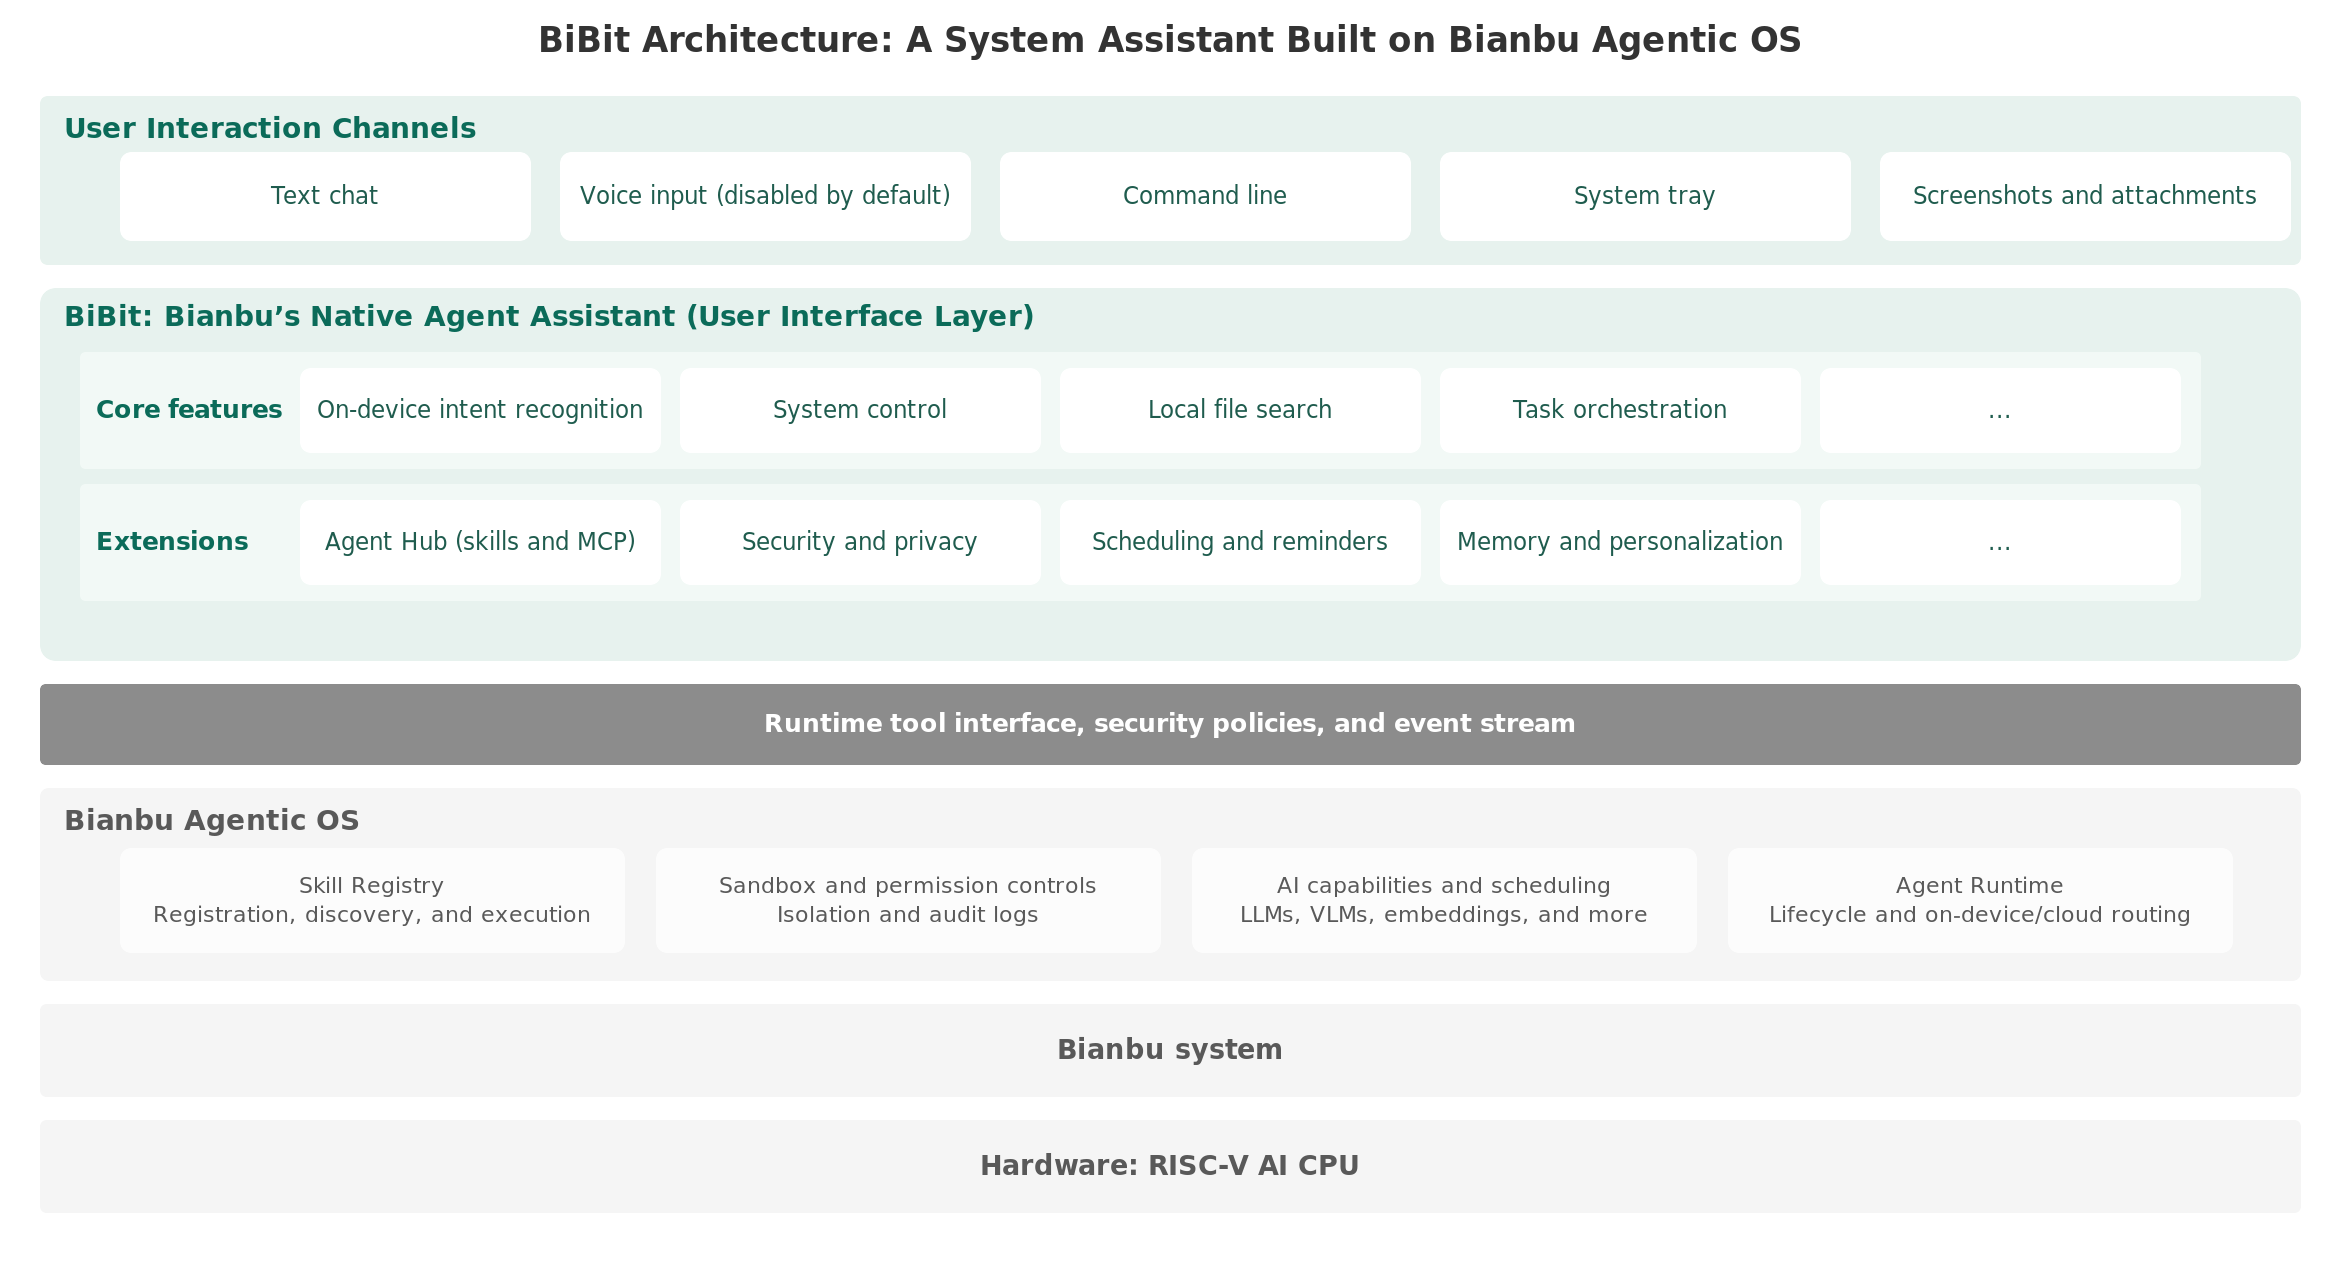 BiBit Architecture: A System Assistant Built on Bianbu Agentic OS
User Interaction Channels
Text chat
Voice input (disabled by default)
Command line
System tray
Screenshots and attachments
BiBit: Bianbu’s Native Agent Assistant (User Interface Layer)
Core features
On-device intent recognition
System control
Local file search
Task orchestration
...
Extensions
Agent Hub (skills and MCP)
Security and privacy
Scheduling and reminders
Memory and personalization
...
Runtime tool interface, security policies, and event stream
Bianbu Agentic OS
Skill Registry
Registration, discovery, and execution
Sandbox and permission controls
Isolation and audit logs
AI capabilities and scheduling
LLMs, VLMs, embeddings, and more
Agent Runtime
Lifecycle and on-device/cloud routing
Bianbu system
Hardware: RISC-V AI CPU